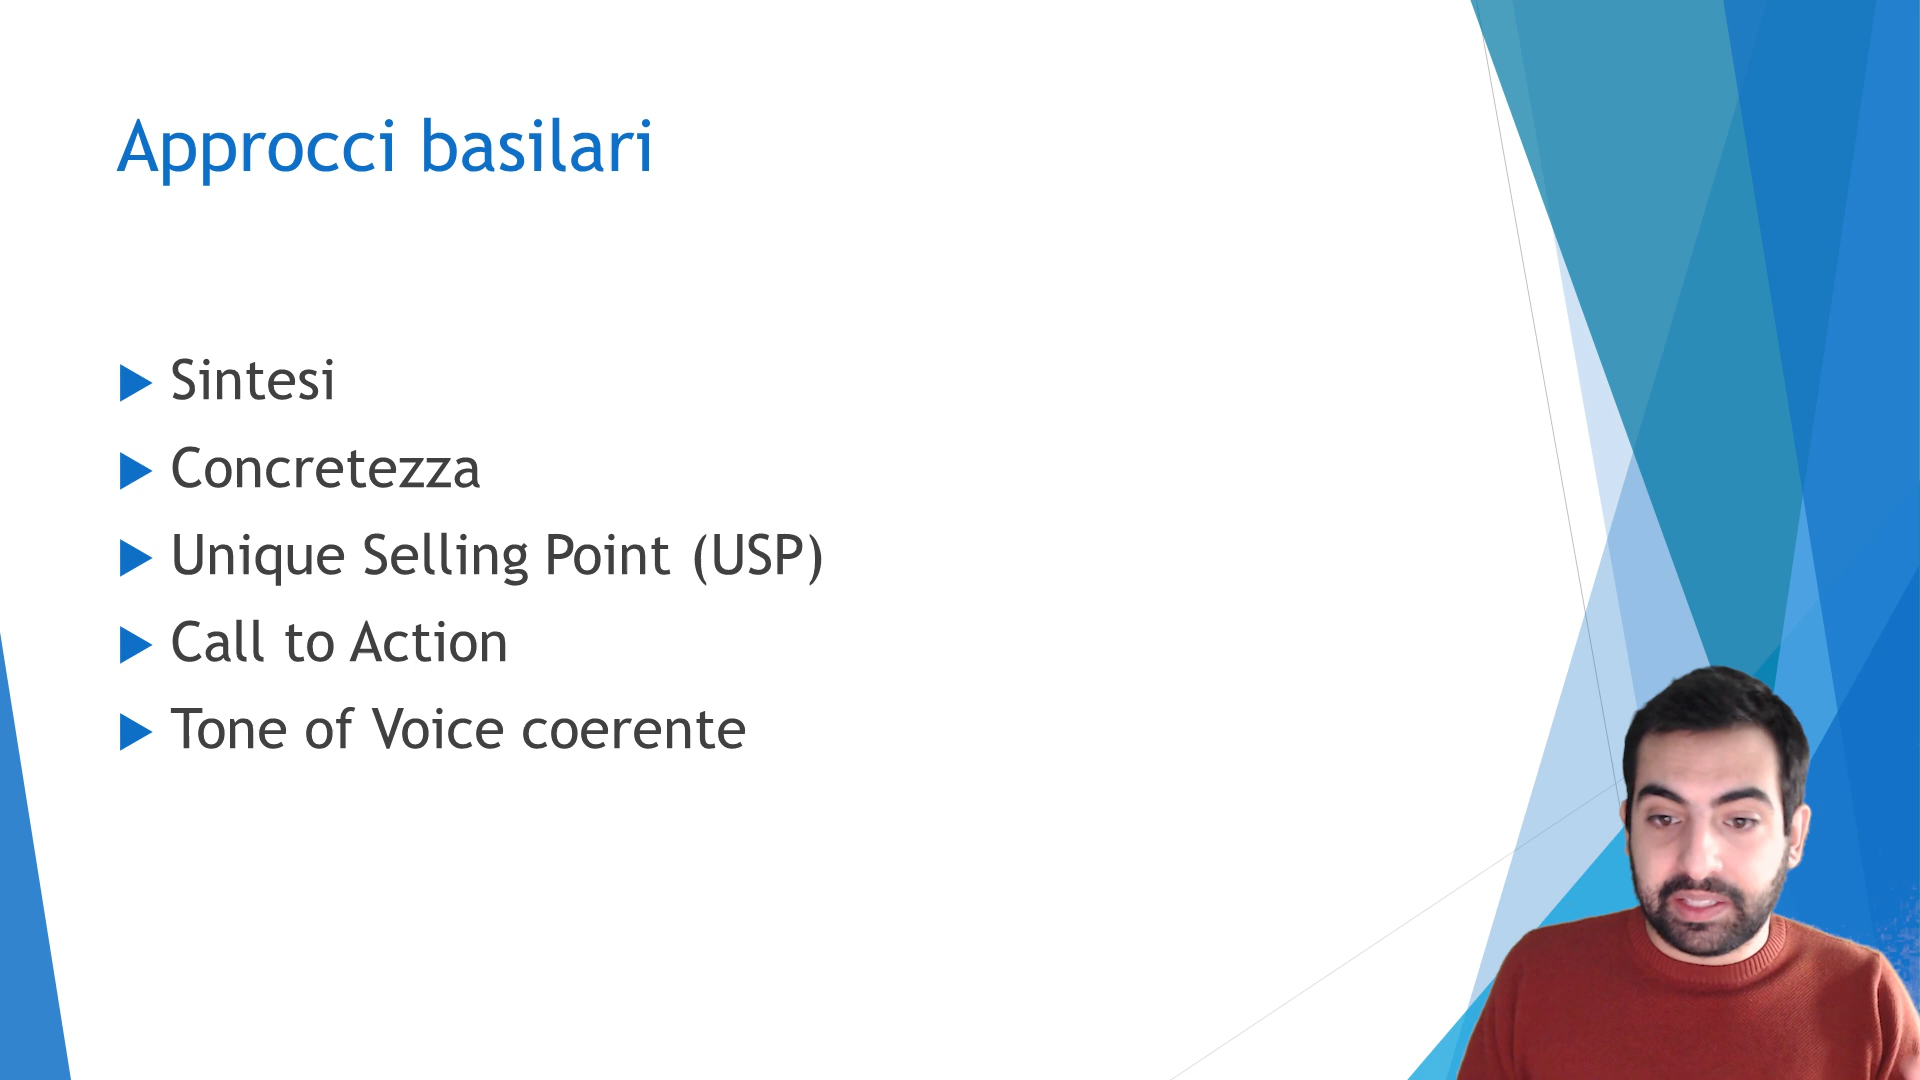 Approcci basilari
Sintesi
Concretezza
Unique Selling Point (USP)
Call to Action
Tone of Voice coerente